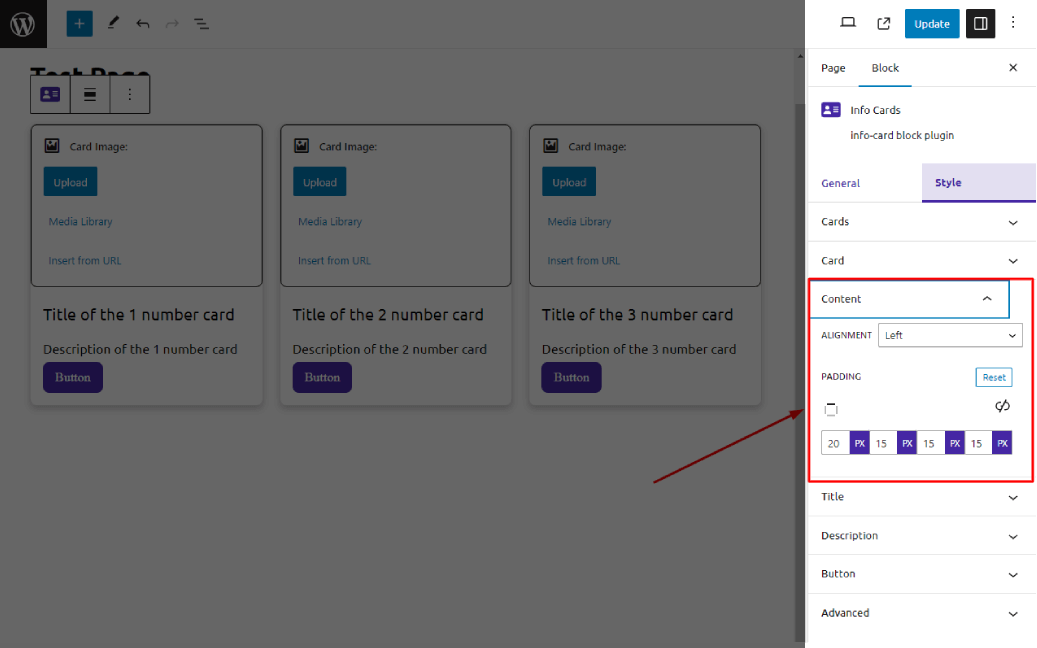 Update
Test Page
Page
Block
Info Cards
info-card block plugin
General
Style
Cards
Card
Content
ALIGNMENT
Left
PADDING
Reset
20 PX 15 PX 15 PX 15 PX
Title
Description
Button
Advanced
Card Image:
Upload
Media Library
Insert from URL
Title of the 1 number card
Description of the 1 number card
Button
Card Image:
Upload
Media Library
Insert from URL
Title of the 2 number card
Description of the 2 number card
Button
Card Image:
Upload
Media Library
Insert from URL
Title of the 3 number card
Description of the 3 number card
Button